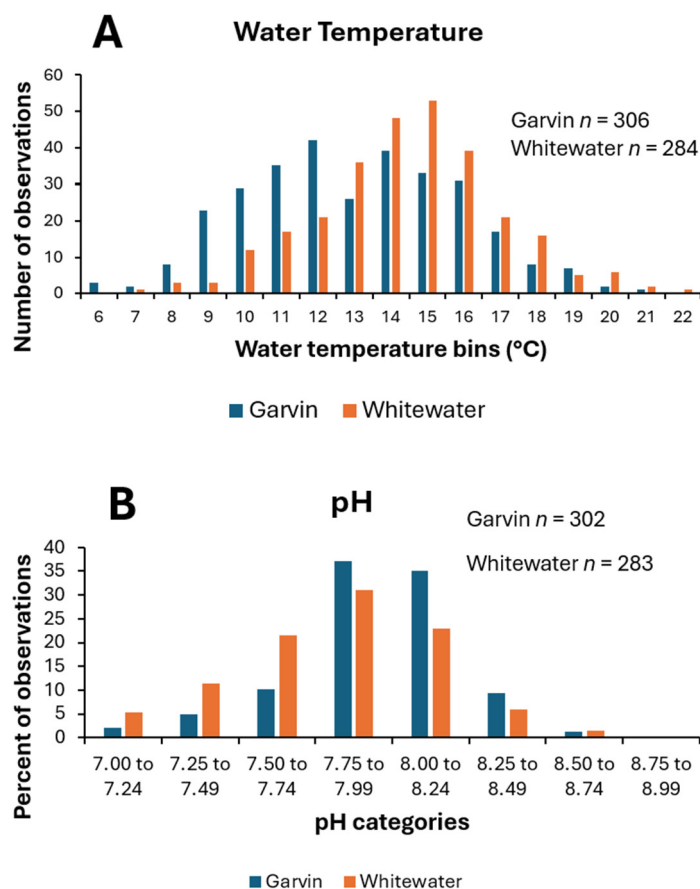 A
Water Temperature
Number of observations
60
50
40
30
20
10
0
Garvin n = 306
Whitewater n = 284
6 7 8 9 10 11 12 13 14 15 16 17 18 19 20 21 22
Water temperature bins (°C)
Garvin Whitewater
B
pH
Percent of observations
40
35
30
25
20
15
10
5
0
Garvin n = 302
Whitewater n = 283
7.00 to 7.25 to 7.50 to 7.75 to 8.00 to 8.25 to 8.50 to 8.75 to
7.24 7.49 7.74 7.99 8.24 8.49 8.74 8.99
pH categories
Garvin Whitewater